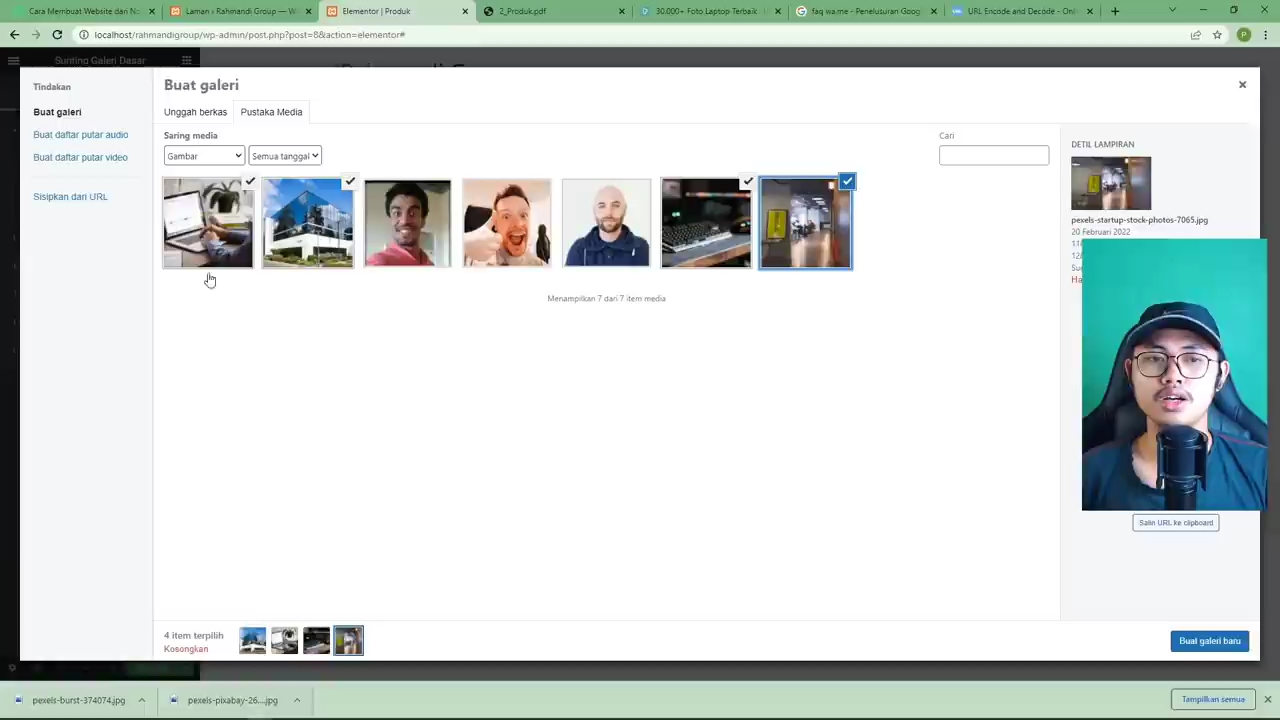 Cara Membuat Website dari No
Rahmandi Group — We
Elementor | Produk
2_Produk.pdf
30.000+ Foto Laptop Terbaik
faq wa.me - Penelusuran Goog
URL Encode and Decode - Onli
localhost/rahmandigroup/wp-admin/post.php?post=8&action=elementor#
P
Sunting Galeri Dasar
Tindakan
Buat galeri
Buat daftar putar audio
Buat daftar putar video
Sisipkan dari URL
Buat galeri
Unggah berkas
Pustaka Media
Saring media
Cari
Gambar
Semua tanggal
Menampilkan 7 dari 7 item media
DETIL LAMPIRAN
pexels-startup-stock-photos-7065.jpg
20 Februari 2022
Salin URL ke clipboard
4 item terpilih
Kosongkan
Buat galeri baru
pexels-burst-374074.jpg
pexels-pixabay-26....jpg
Tampilkan semua